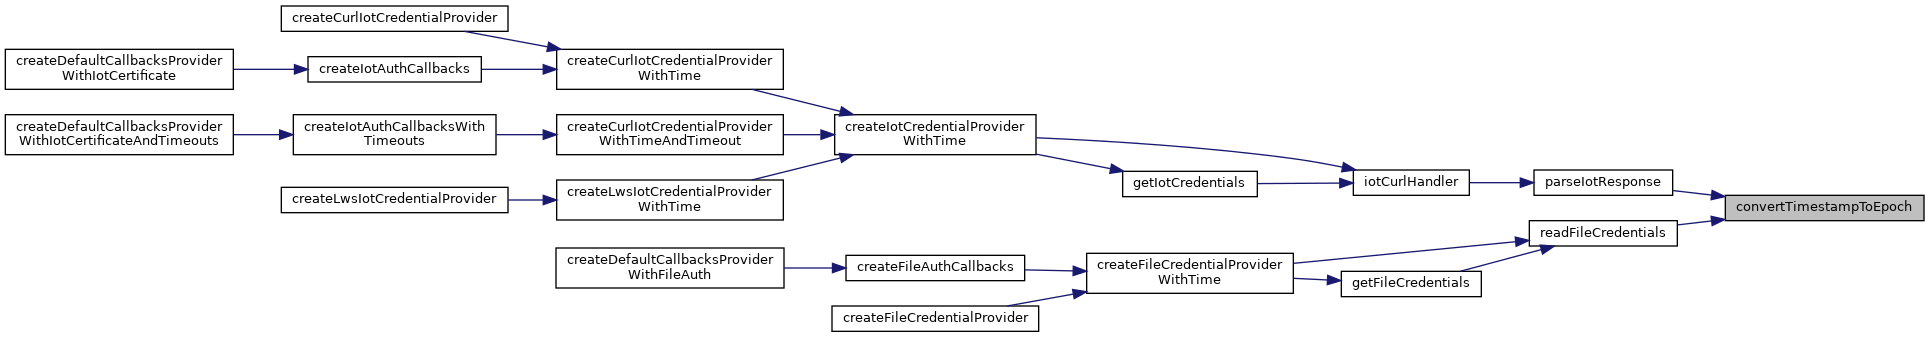 createCurlIotCredentialProvider
createDefaultCallbacksProvider
WithIotCertificate
createIotAuthCallbacks
createCurlIotCredentialProvider
WithTime
createDefaultCallbacksProvider
WithIotCertificateAndTimeouts
createIotAuthCallbacksWith
Timeouts
createCurlIotCredentialProvider
WithTimeAndTimeout
createIotCredentialProvider
WithTime
createLwsIotCredentialProvider
createLwsIotCredentialProvider
WithTime
getIotCredentials
iotCurlHandler
parseIotResponse
convertTimestampToEpoch
readFileCredentials
createDefaultCallbacksProvider
WithFileAuth
createFileAuthCallbacks
createFileCredentialProvider
WithTime
getFileCredentials
createFileCredentialProvider